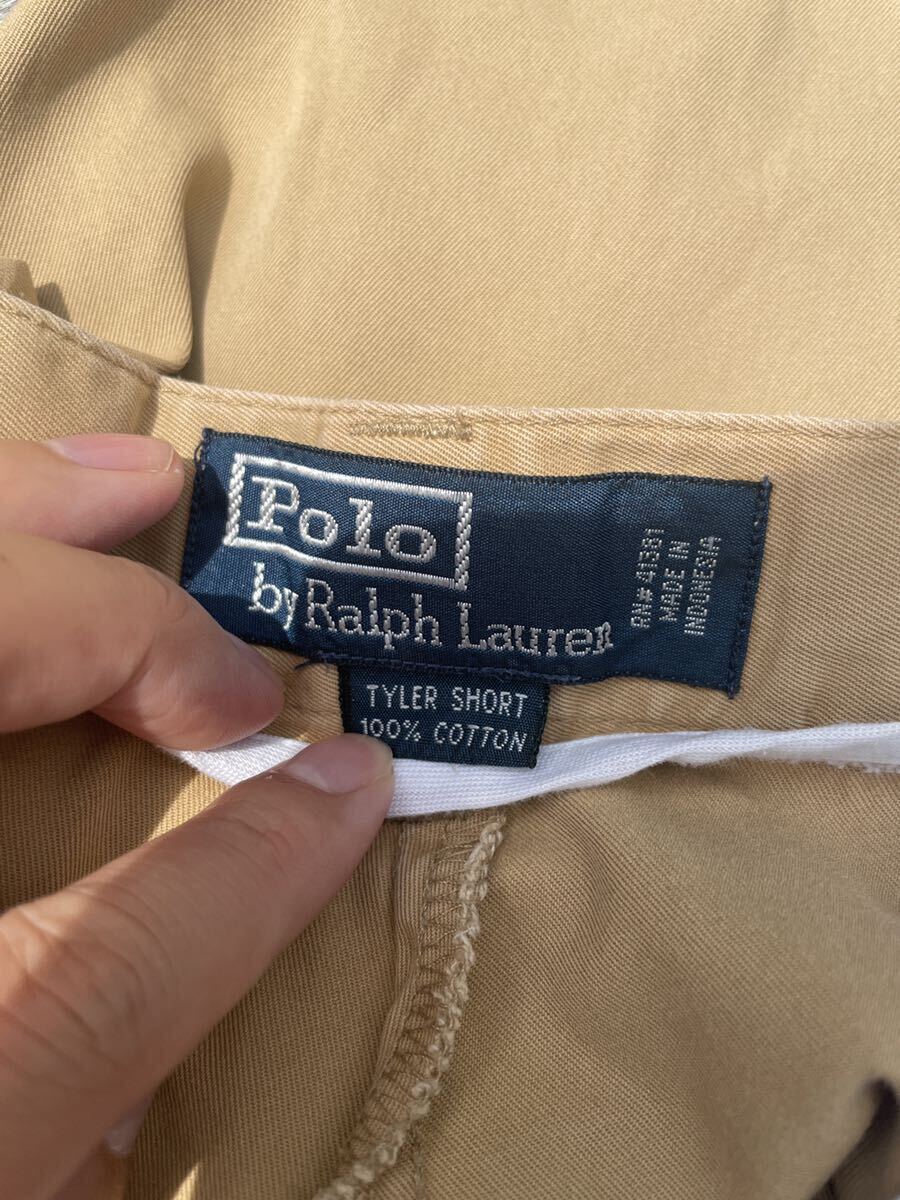 Polo
by Ralph Lauren
RN# 41381
MADE IN
INDONESIA
TYLER SHORT
100% COTTON